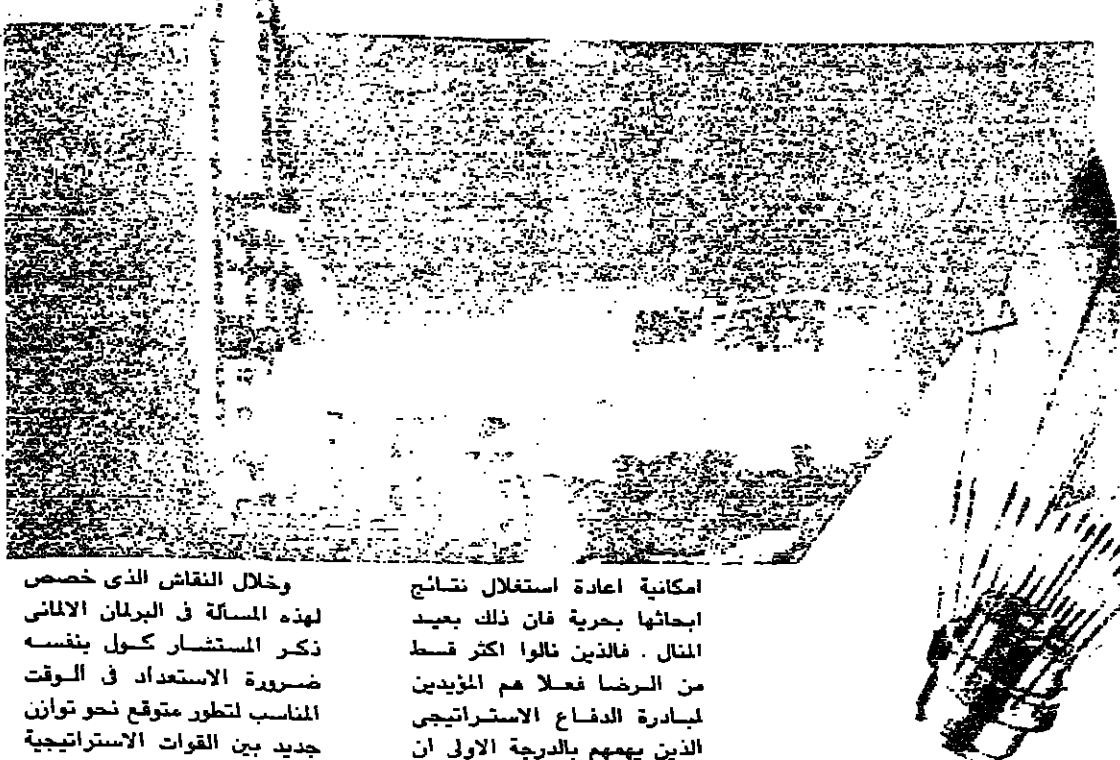 امكانية اعادة استغلال نتائج
ابحاثها بحرية فان ذلك بعيد
المنال . فالذين نالوا اكثر قسط
من الرضا فعلا هم المؤيدين
لمبادرة الدفاع الاستراتيجى
الذين يهمهم بالدرجة الاولى ان
وخلال النقاش الذى خصص
لهذه المسألة فى البرلمان الالمانى
ذكر المستشار كول بنفسه
ضرورة الاستعداد فى الوقت
المناسب لتطور متوقع نحو توازن
جديد بين القوات الاستراتيجية